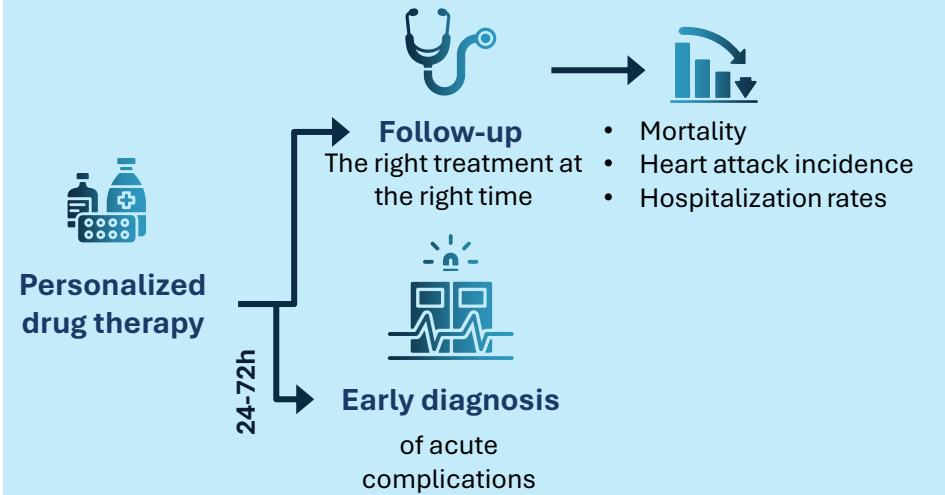 Personalized
drug therapy
24-72h
Follow-up
The right treatment at
the right time
• Mortality
• Heart attack incidence
• Hospitalization rates
Early diagnosis
of acute
complications